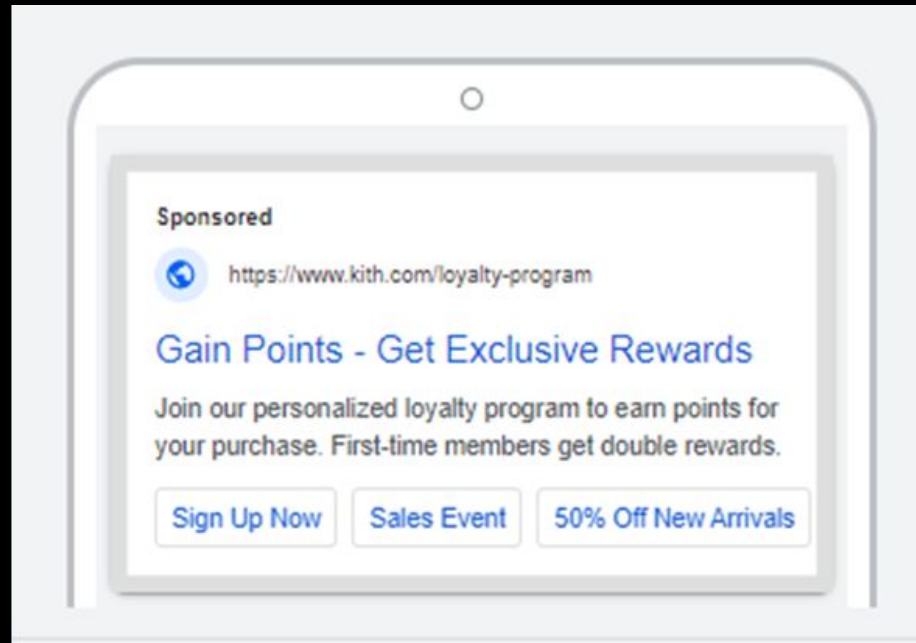 Sponsored
https://www.kith.com/loyalty-program
Gain Points - Get Exclusive Rewards
Join our personalized loyalty program to earn points for
your purchase. First-time members get double rewards.
Sign Up Now Sales Event 50% Off New Arrivals